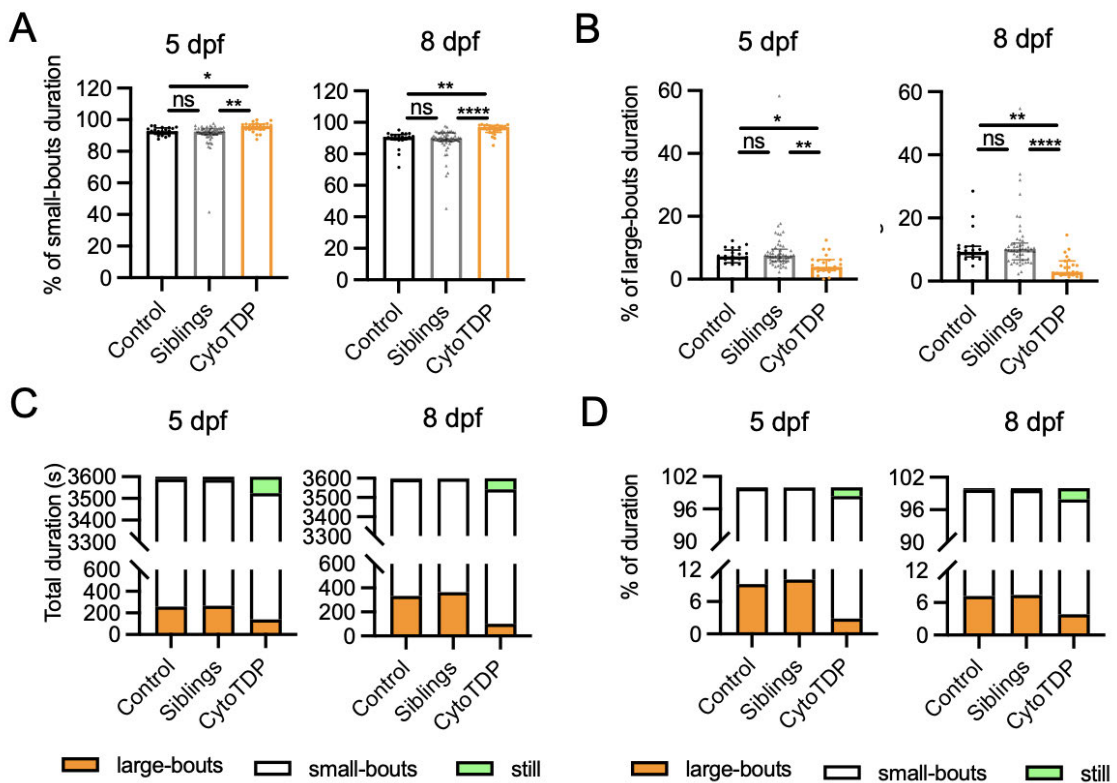 A
5 dpf
8 dpf
% of small-bouts duration
120
100
80
60
40
20
0
*
ns
**
Control
Siblings
CytoTDP
120
100
80
60
40
20
0
**
ns
****
Control
Siblings
CytoTDP
B
5 dpf
8 dpf
% of large-bouts duration
60
40
20
0
*
ns
**
Control
Siblings
CytoTDP
60
40
20
0
**
ns
****
Control
Siblings
CytoTDP
C
5 dpf
8 dpf
Total duration (s)
3600
3500
3400
3300
600
400
200
0
Control
Siblings
CytoTDP
3600
3500
3400
3300
600
400
200
0
Control
Siblings
CytoTDP
large-bouts
small-bouts
still
D
5 dpf
8 dpf
% of duration
102
96
90
12
6
0
Control
Siblings
CytoTDP
102
96
90
12
6
0
Control
Siblings
CytoTDP
large-bouts
small-bouts
still